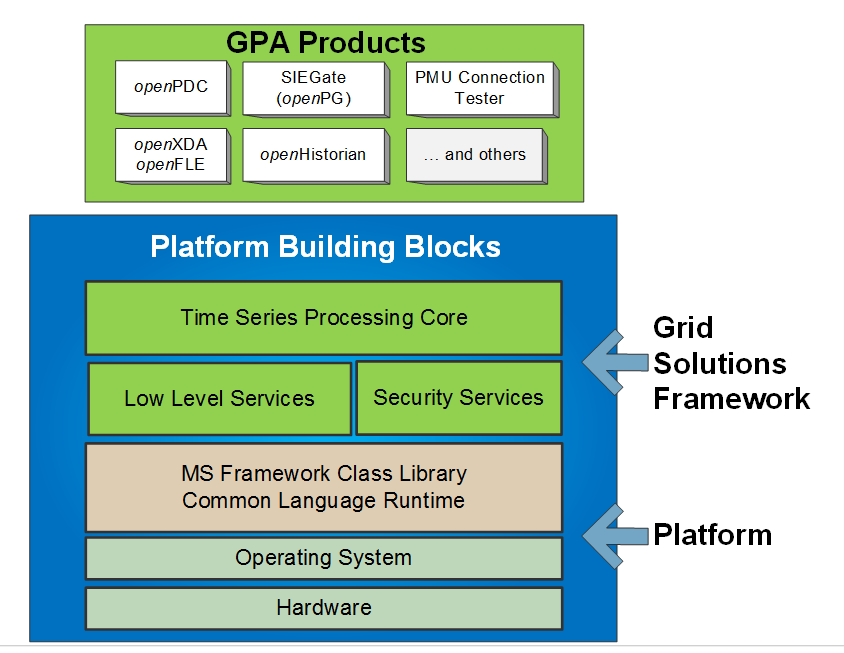 GPA Products
openPDC
SIEGate
(openPG)
PMU Connection
Tester
openXDA
openFLE
openHistorian
... and others
Platform Building Blocks
Time Series Processing Core
Low Level Services
Security Services
MS Framework Class Library
Common Language Runtime
Operating System
Hardware
Grid
Solutions
Framework
Platform